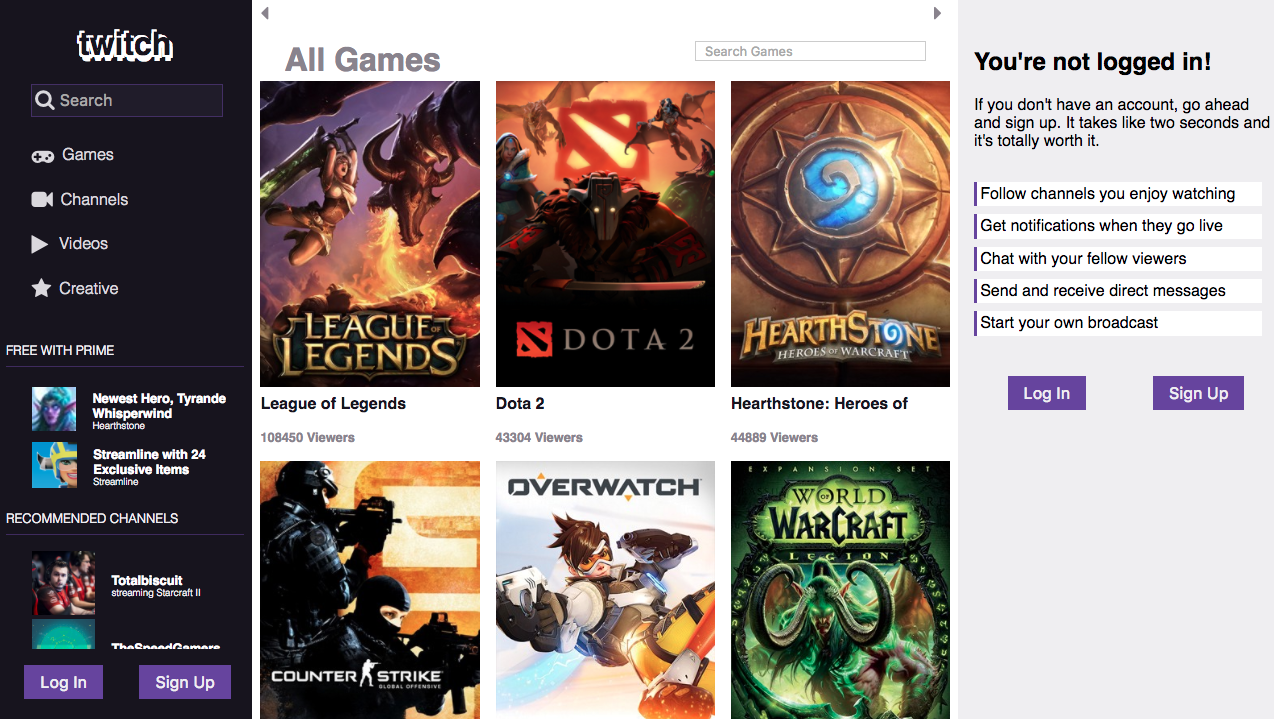 twitch
Search
Games
Channels
Videos
Creative
FREE WITH PRIME
Newest Hero, Tyrande
Whisperwind
Hearthstone
Streamline with 24
Exclusive Items
Streamline
RECOMMENDED CHANNELS
Totalbiscuit
streaming Starcraft II
TheSpeedGamers
Log In
Sign Up
All Games
Search Games
LEAGUE OF
LEGENDS
League of Legends
108450 Viewers
DOTA 2
Dota 2
43304 Viewers
HEARTHSTONE
HEROES OF WARCRAFT
Hearthstone: Heroes of
44889 Viewers
COUNTER STRIKE
GLOBAL OFFENSIVE
OVERWATCH
EXPANSION SET
WORLD
OF
WARCRAFT
LEGION
You're not logged in!
If you don't have an account, go ahead
and sign up. It takes like two seconds and
it's totally worth it.
Follow channels you enjoy watching
Get notifications when they go live
Chat with your fellow viewers
Send and receive direct messages
Start your own broadcast
Log In
Sign Up